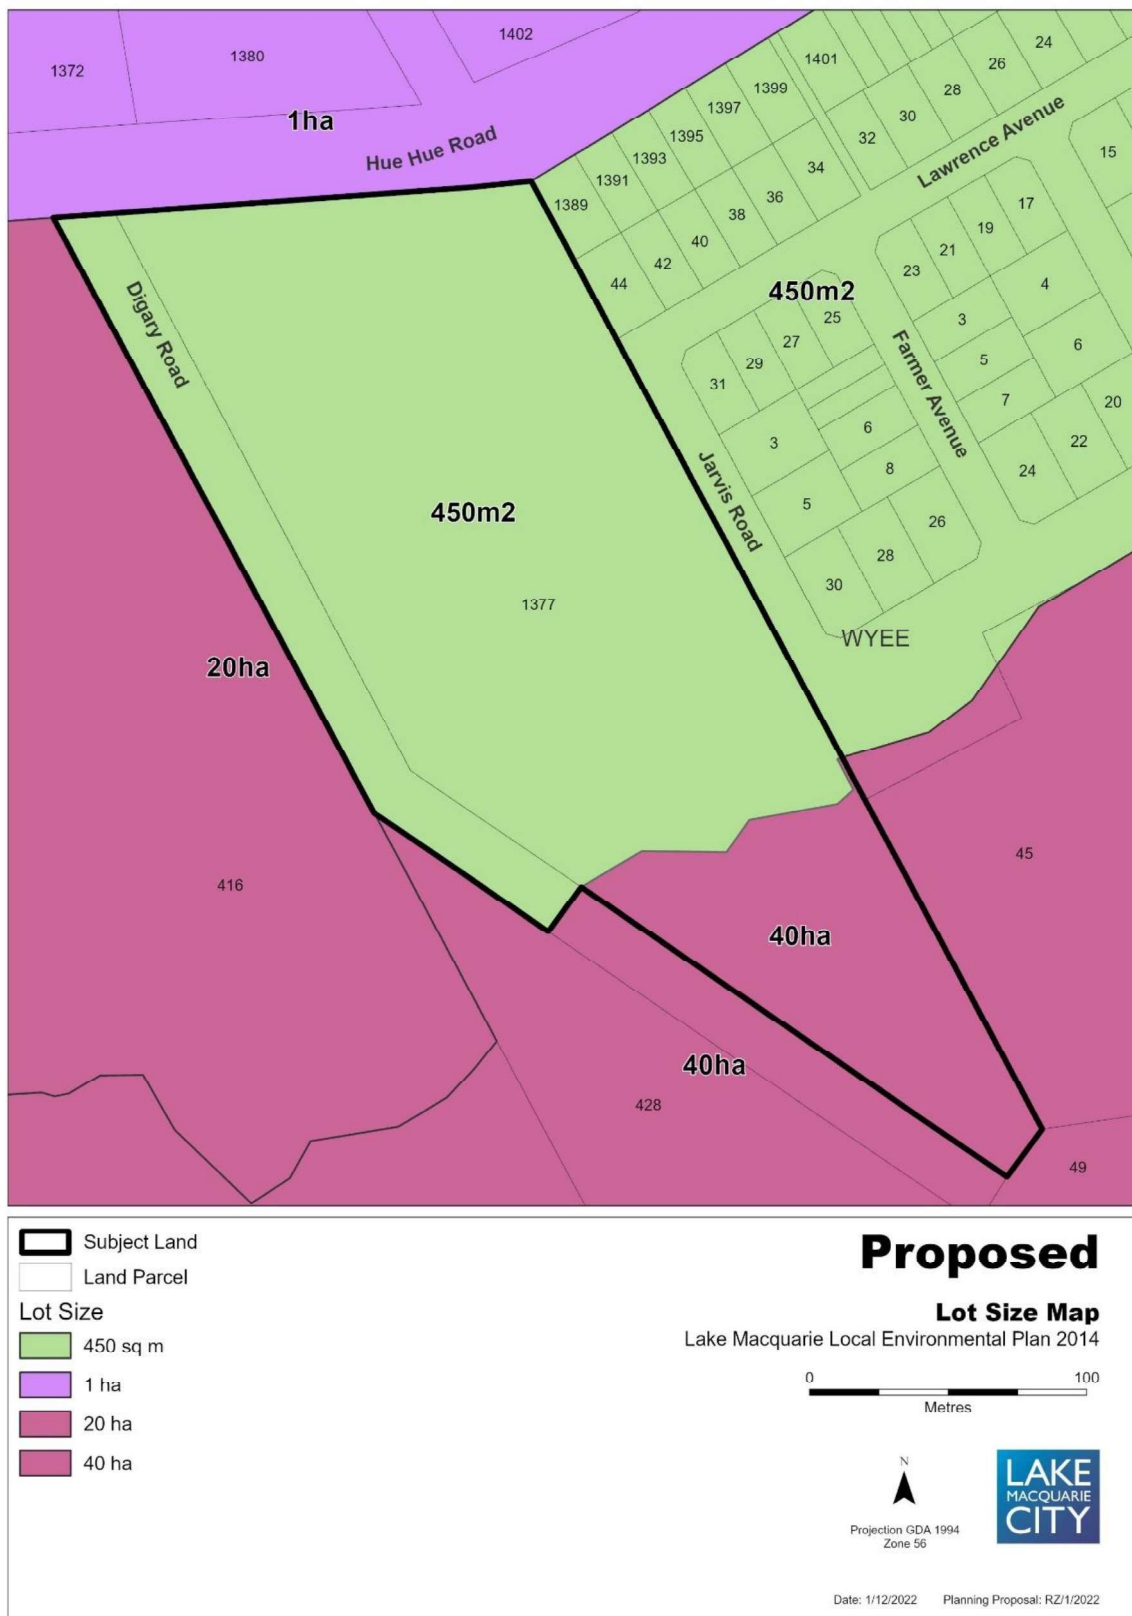 1402
1380
1372
1ha
Hue Hue Road
24
26
28
30
32
1401
1399
1397
1395
1393
1391
1389
34
36
38
40
42
44
Lawrence Avenue
15
17
19
21
23
4
3
5
6
7
20
22
24
Farmer Avenue
450m2
25
27
29
31
3
6
5
8
26
28
30
Jarvis Road
WYEE
Digary Road
450m2
1377
20ha
416
45
40ha
40ha
428
49
Subject Land
Land Parcel
Lot Size
450 sq m
1 ha
20 ha
40 ha
Proposed
Lot Size Map
Lake Macquarie Local Environmental Plan 2014
0 100
Metres
N
Projection GDA 1994
Zone 56
LAKE
MACQUARIE
CITY
Date: 1/12/2022 Planning Proposal: RZ/1/2022